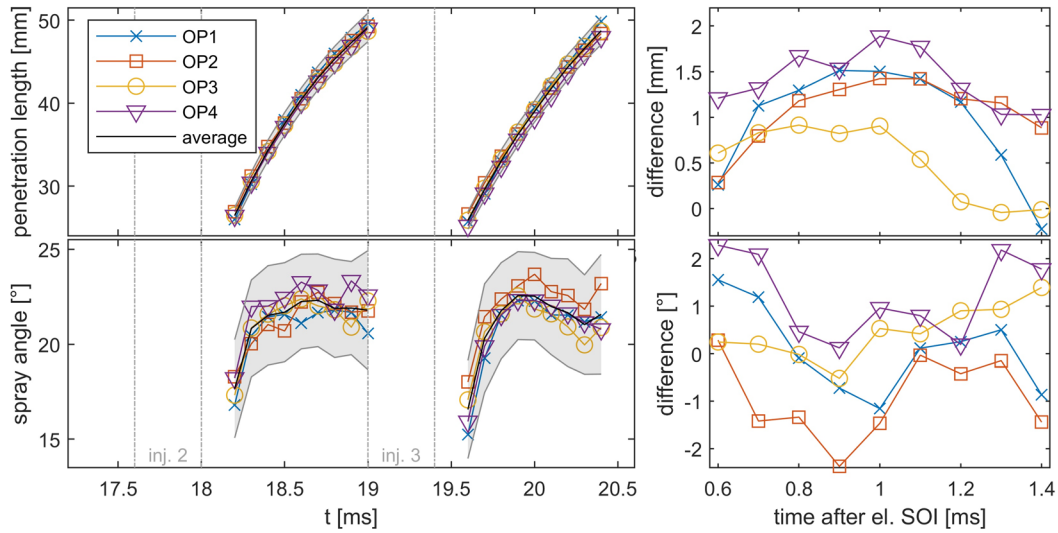 penetration length [mm]
50
40
30
OP1
OP2
OP3
OP4
average
difference [mm]
2
1.5
1
0.5
0
spray angle [°]
25
20
15
inj. 2
inj. 3
17.5
18
18.5
19
19.5
20
20.5
t [ms]
difference [°]
2
1
0
-1
-2
0.6
0.8
1
1.2
1.4
time after el. SOI [ms]